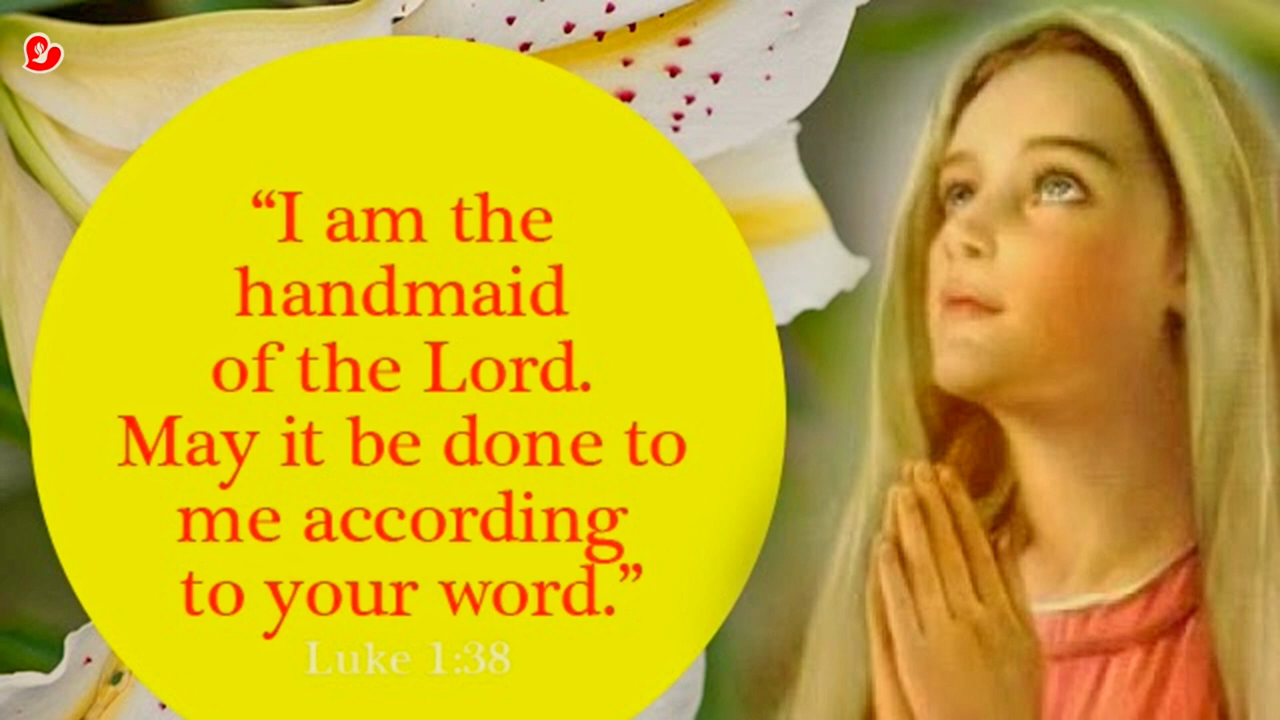 “I am the
handmaid
of the Lord.
May it be done to
me according
to your word.”
Luke 1:38